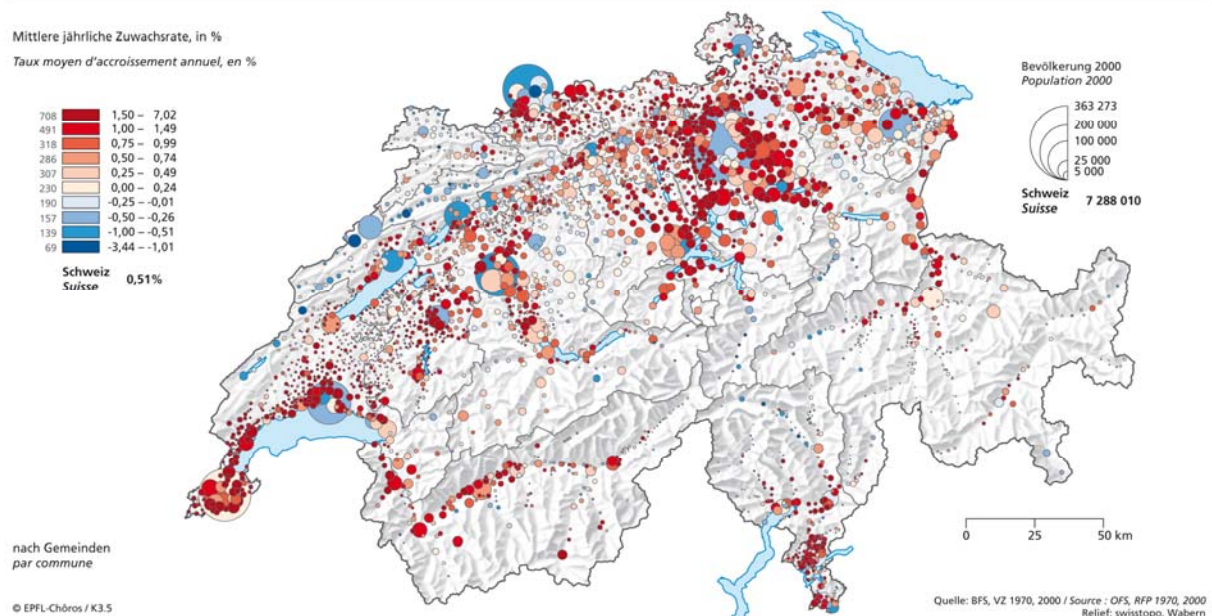 Mittlere jährliche Zuwachsrate, in %
Taux moyen d'accroissement annuel, en %
708 1,50 – 7,02
491 1,00 – 1,49
318 0,75 – 0,99
286 0,50 – 0,74
307 0,25 – 0,49
230 0,00 – 0,24
190 -0,25 – -0,01
157 -0,50 – -0,26
139 -1,00 – -0,51
69 -3,44 – -1,01
Schweiz
Suisse 0,51%
Bevölkerung 2000
Population 2000
363 273
200 000
100 000
25 000
5 000
Schweiz
Suisse 7 288 010
0 25 50 km
nach Gemeinden
par commune
© EPFL-Chôros / K3.5
Quelle: BFS, VZ 1970, 2000 / Source : OFS, RFP 1970, 2000
Relief: swisstopo, Wabern